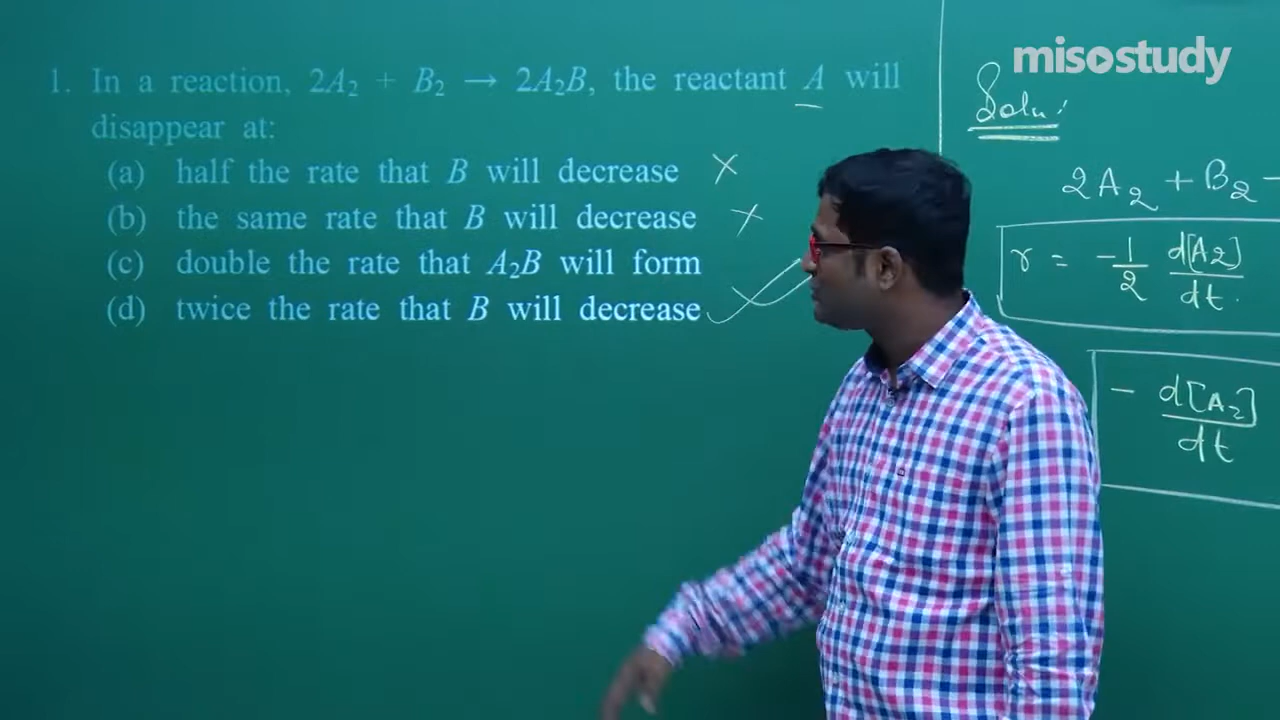 misostudy
1. In a reaction, 2A₂ + B₂ → 2A₂B, the reactant A will
disappear at:
(a) half the rate that B will decrease ×
(b) the same rate that B will decrease ×
(c) double the rate that A₂B will form
(d) twice the rate that B will decrease ✓
Soln:
2A₂ + B₂ -
r = -1/2 d[A₂]/dt.
- d[A₂]/dt